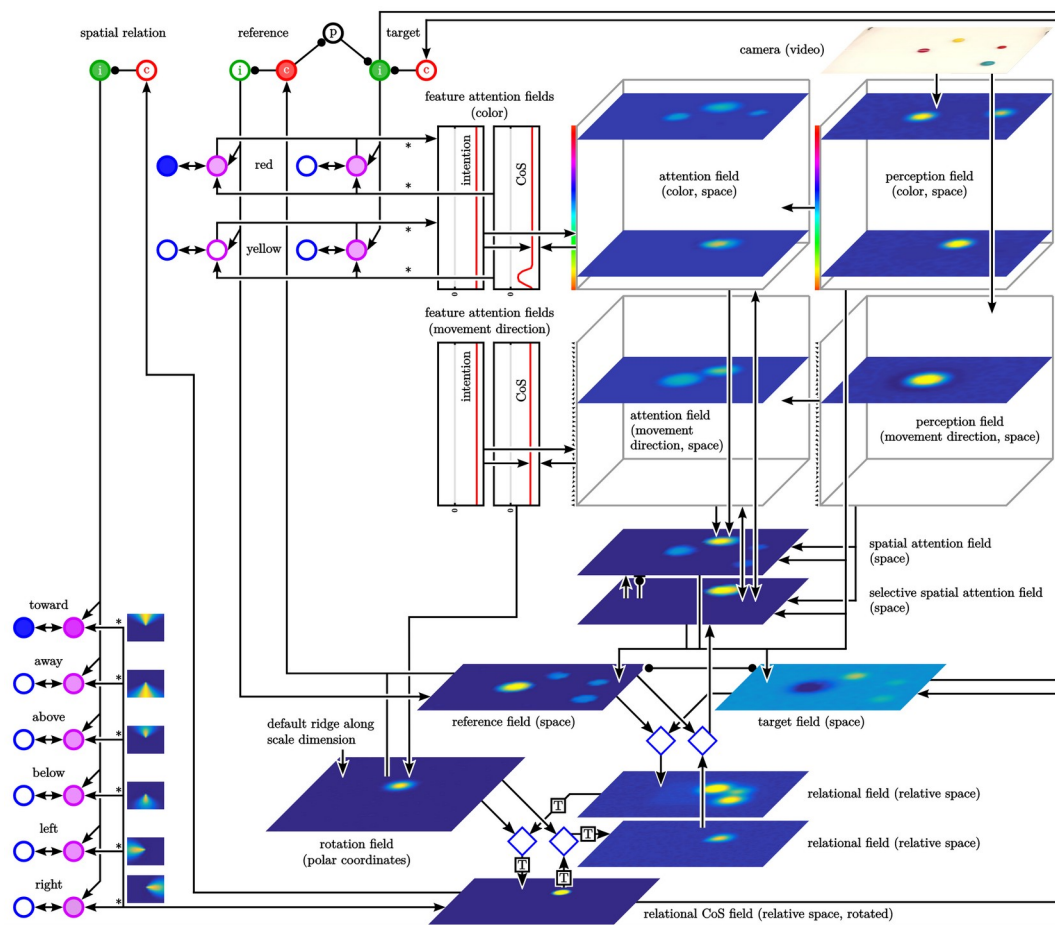 spatial relation
reference
target
p
i
c
i
c
i
c
camera (video)
feature attention fields
(color)
intention
CoS
0
0
*
*
*
*
red
yellow
attention field
(color, space)
perception field
(color, space)
feature attention fields
(movement direction)
intention
CoS
0
0
attention field
(movement
direction, space)
perception field
(movement direction, space)
spatial attention field
(space)
selective spatial attention field
(space)
toward
*
away
*
above
*
below
*
left
*
right
*
reference field (space)
target field (space)
default ridge along
scale dimension
rotation field
(polar coordinates)
T
T
T
T
relational field (relative space)
relational field (relative space)
relational CoS field (relative space, rotated)